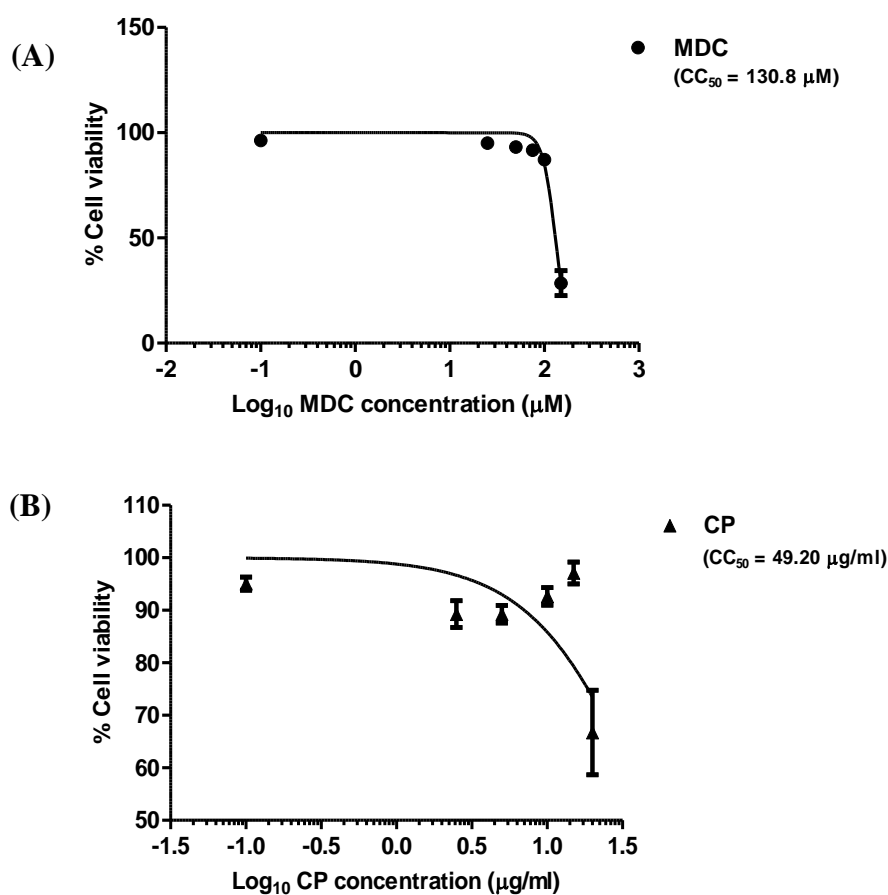 (A)
MDC
(CC50 = 130.8 μM)
150
100
50
0
% Cell viability
-2 -1 0 1 2 3
Log10 MDC concentration (μM)
(B)
CP
(CC50 = 49.20 μg/ml)
110
100
90
80
70
60
50
% Cell viability
-1.5 -1.0 -0.5 0.0 0.5 1.0 1.5
Log10 CP concentration (μg/ml)